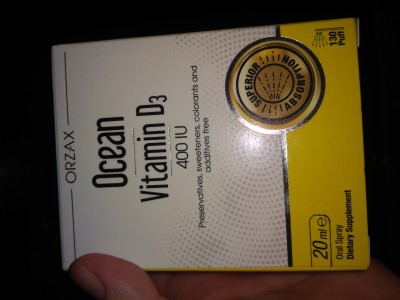 ORZAX
Ocean
Vitamin D3
400 IU
Preservatives, sweeteners, colorants and
additives free
SUPERIOR
ABSORPTION
130
Puff
20 ml ℮
Oral Spray
Dietary Supplement